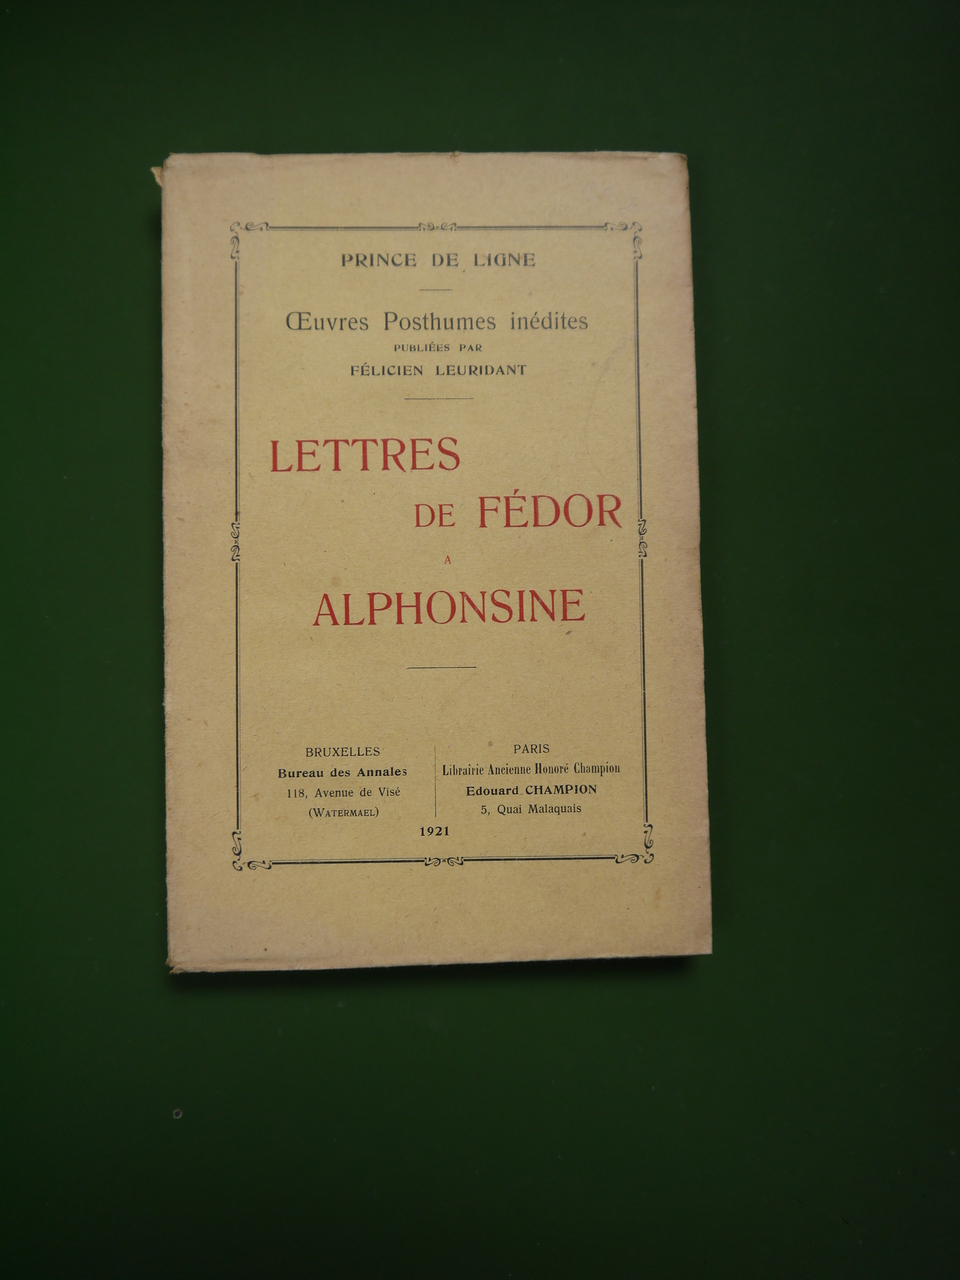 PRINCE DE LIGNE
Œuvres Posthumes inédites
PUBLIÉES PAR
FÉLICIEN LEURIDANT
LETTRES
DE FÉDOR
A
ALPHONSINE
BRUXELLES
Bureau des Annales
118, Avenue de Visé
(WATERMAEL)
PARIS
Librairie Ancienne Honoré Champion
Edouard CHAMPION
5, Quai Malaquais
1921